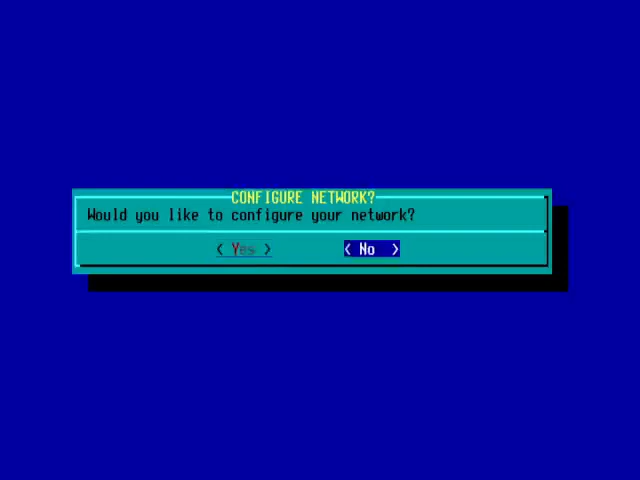 CONFIGURE NETWORK?
Would you like to configure your network?
< Yes > < No >